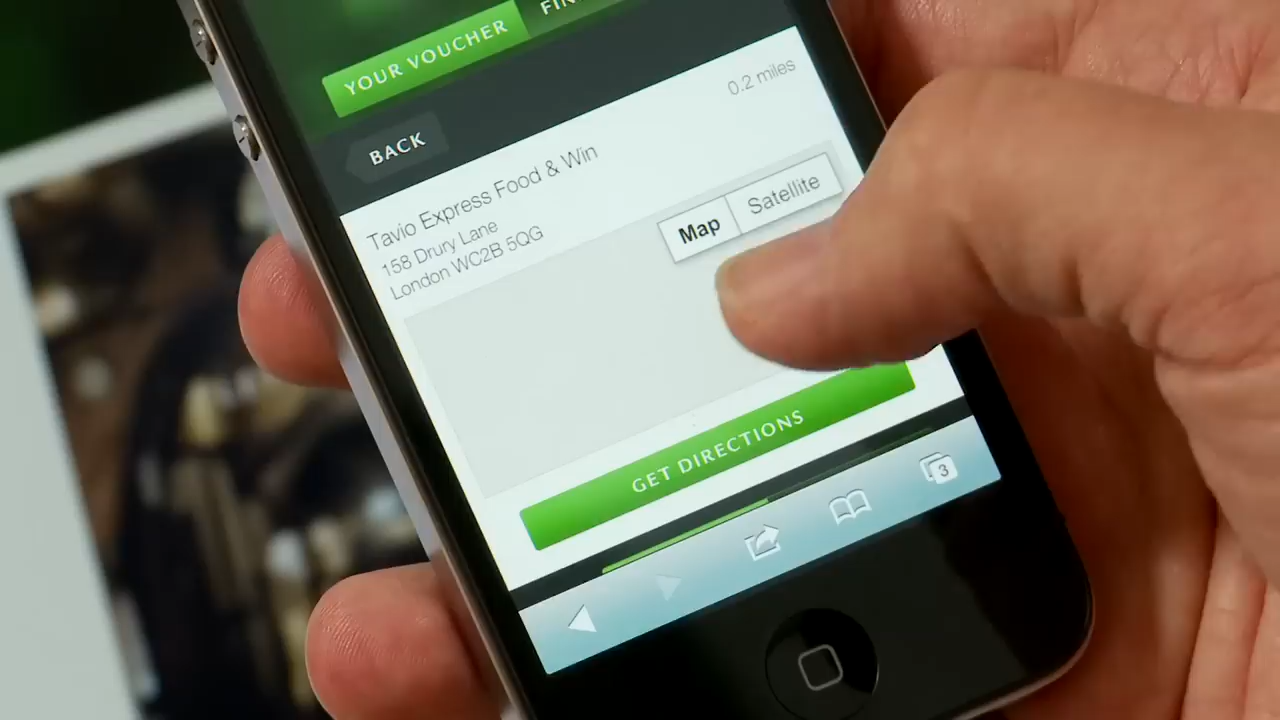 YOUR VOUCHER
BACK
0.2 miles
Tavio Express Food & Win
158 Drury Lane
London WC2B 5QG
Map
Satellite
GET DIRECTIONS
3